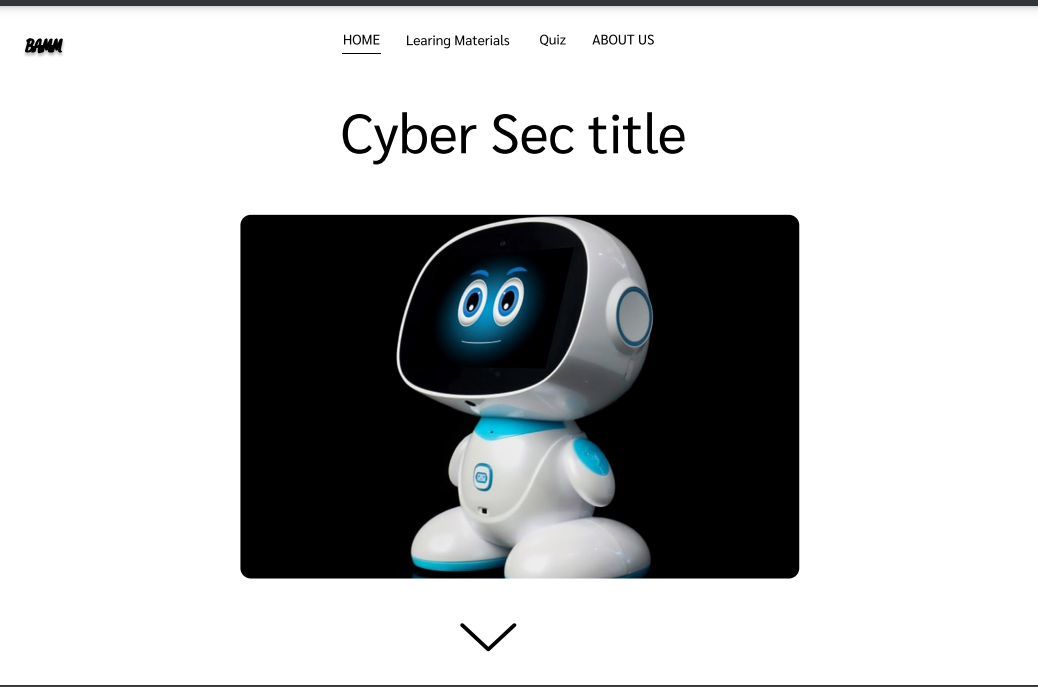 BAMM
HOME Learing Materials Quiz ABOUT US
Cyber Sec title